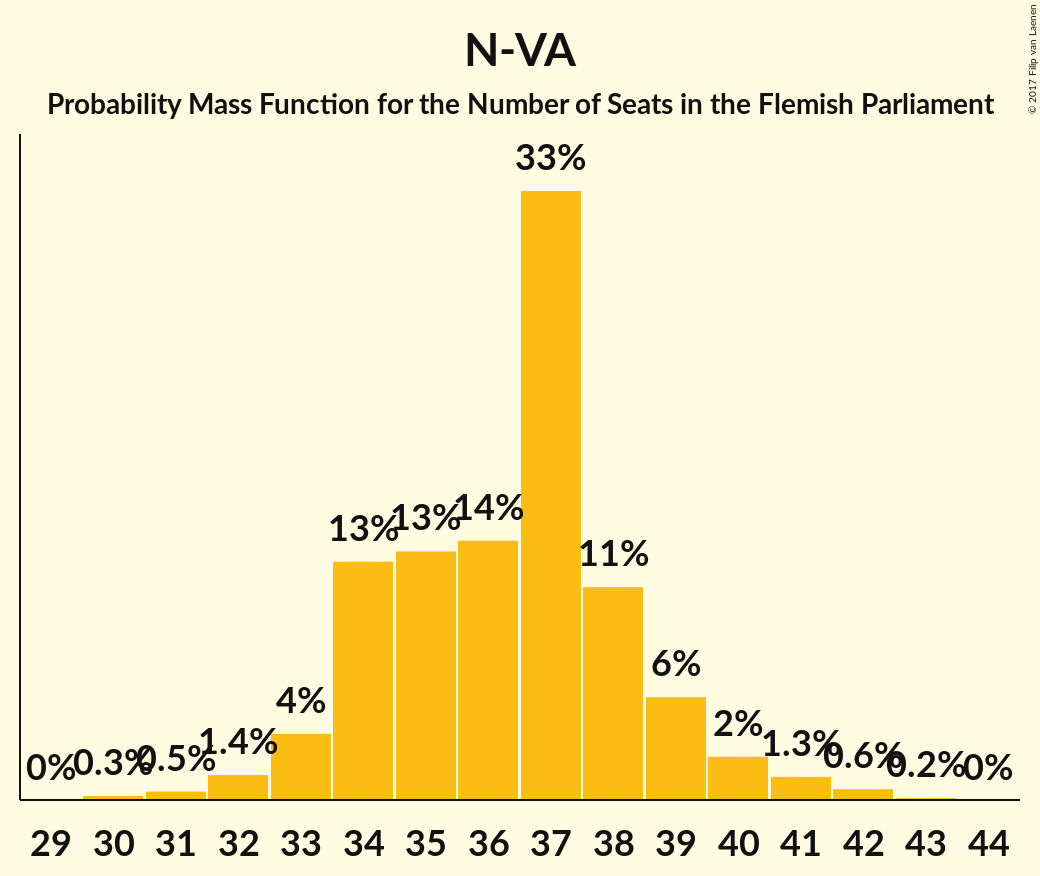 N-VA
Probability Mass Function for the Number of Seats in the Flemish Parliament
© 2017 Filip van Laenen
0% 0.3% 0.5% 1.4% 4% 13% 13% 14% 33% 11% 6% 2% 1.3% 0.6% 0.2% 0%
29 30 31 32 33 34 35 36 37 38 39 40 41 42 43 44